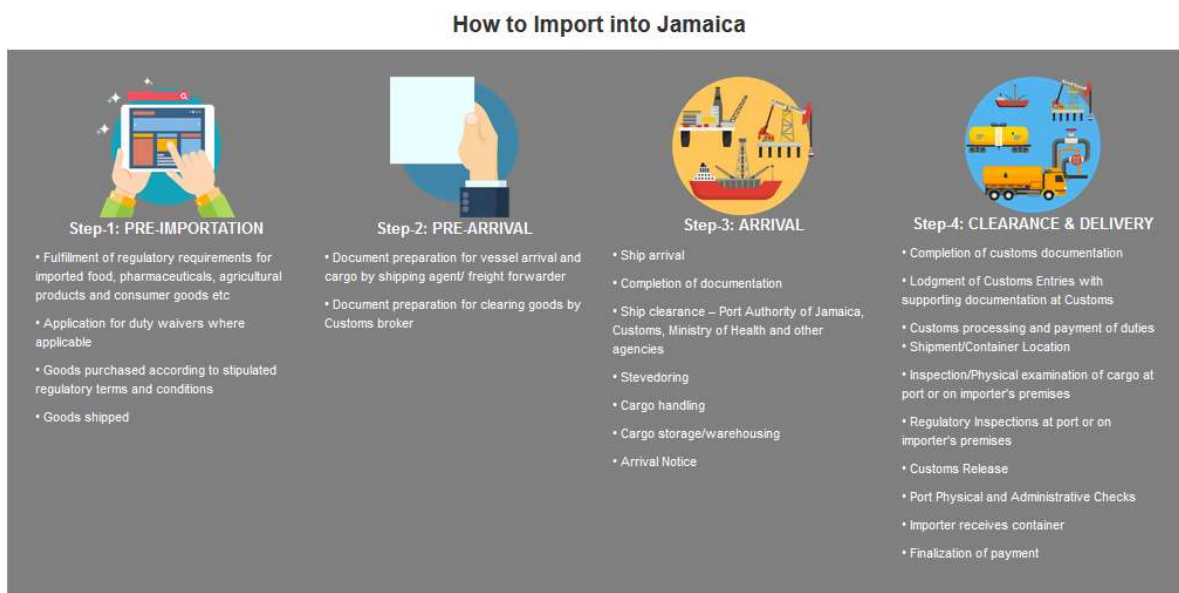 How to Import into Jamaica
Step-1: PRE-IMPORTATION
• Fulfillment of regulatory requirements for
imported food, pharmaceuticals, agricultural
products and consumer goods etc
• Application for duty waivers where
applicable
• Goods purchased according to stipulated
regulatory terms and conditions
• Goods shipped
Step-2: PRE-ARRIVAL
• Document preparation for vessel arrival and
cargo by shipping agent/ freight forwarder
• Document preparation for clearing goods by
Customs broker
Step-3: ARRIVAL
• Ship arrival
• Completion of documentation
• Ship clearance – Port Authority of Jamaica,
Customs, Ministry of Health and other
agencies
• Stevedoring
• Cargo handling
• Cargo storage/warehousing
• Arrival Notice
Step-4: CLEARANCE & DELIVERY
• Completion of customs documentation
• Lodgment of Customs Entries with
supporting documentation at Customs
• Customs processing and payment of duties
• Shipment/Container Location
• Inspection/Physical examination of cargo at
port or on importer's premises
• Regulatory Inspections at port or on
importer's premises
• Customs Release
• Port Physical and Administrative Checks
• Importer receives container
• Finalization of payment